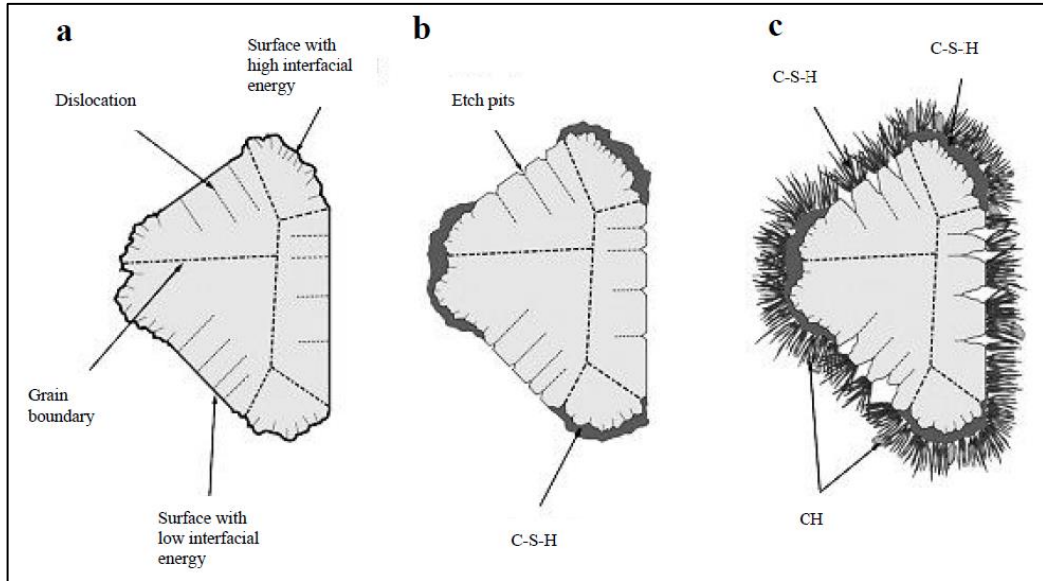 a
Surface with
high interfacial
energy
Dislocation
Grain
boundary
Surface with
low interfacial
energy
b
Etch pits
C-S-H
c
C-S-H
C-S-H
CH